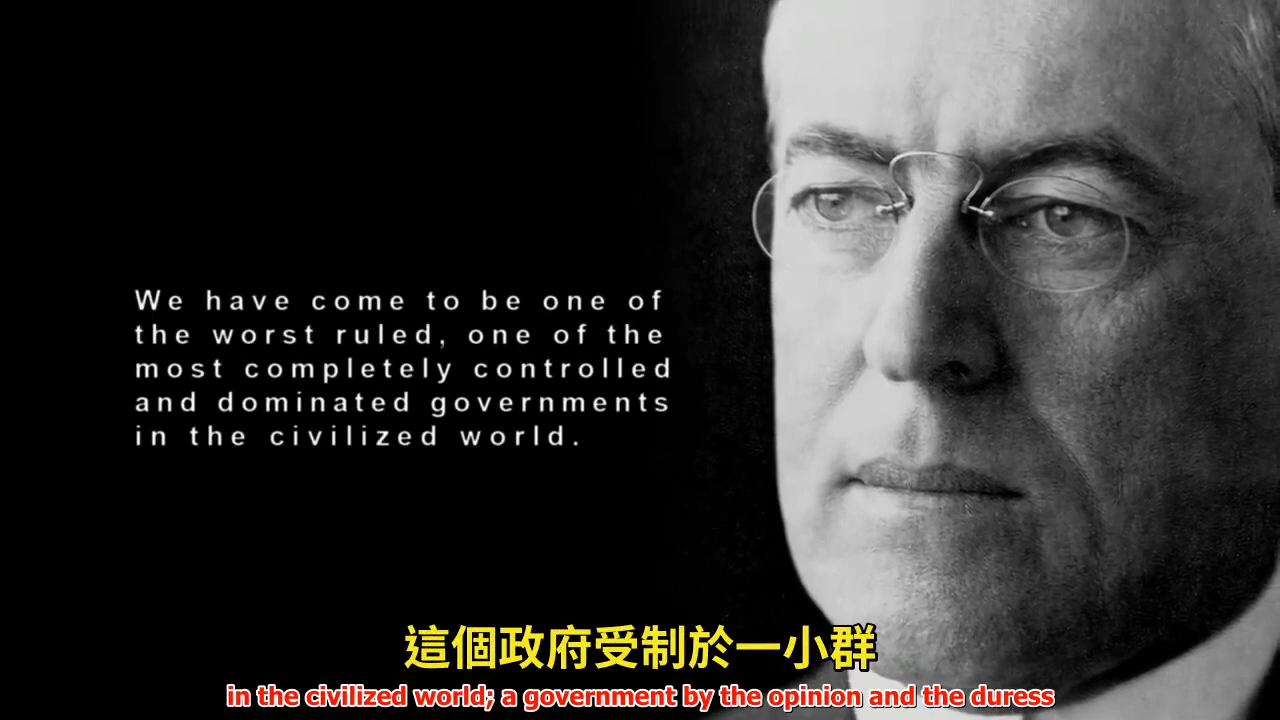 We have come to be one of
the worst ruled, one of the
most completely controlled
and dominated governments
in the civilized world.
這個政府受制於一小群
in the civilized world; a government by the opinion and the duress